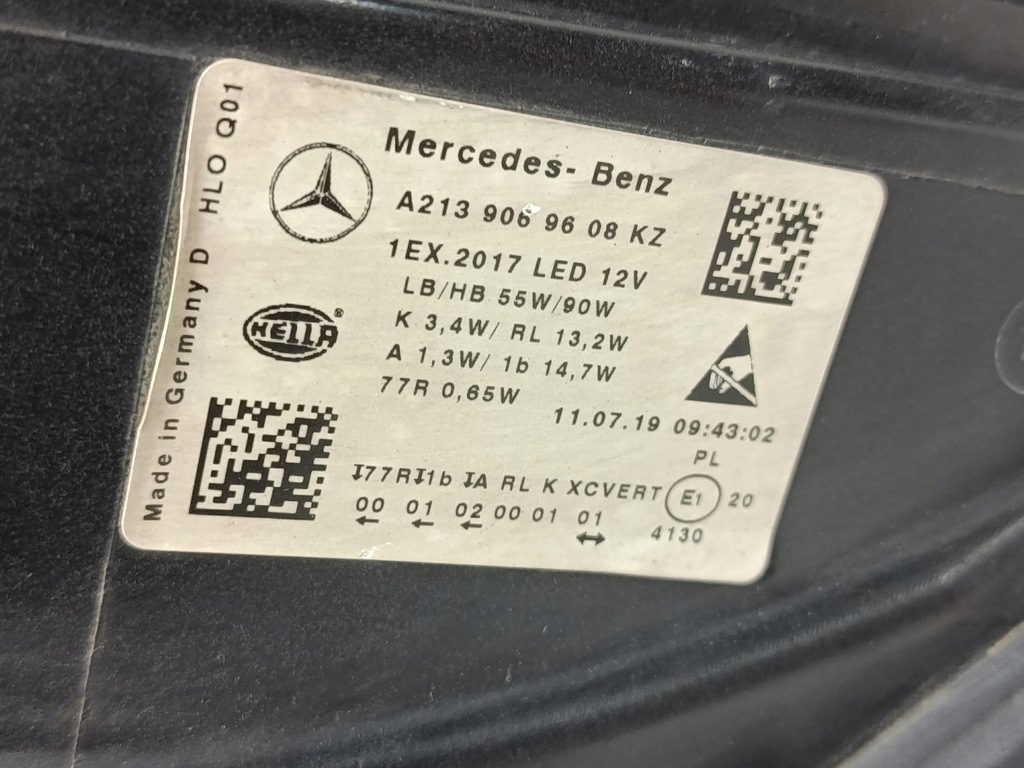 Made in Germany D HLO Q01
Mercedes-Benz
A213 906 96 08 KZ
1EX.2017 LED 12V
LB/HB 55W/90W
K 3,4W/ RL 13,2W
A 1,3W/ 1b 14,7W
77R 0,65W
HELLA®
11.07.19 09:43:02
PL
77R 1b IA RL K XCVERT E1 20
00 01 02 00 01 01 4130